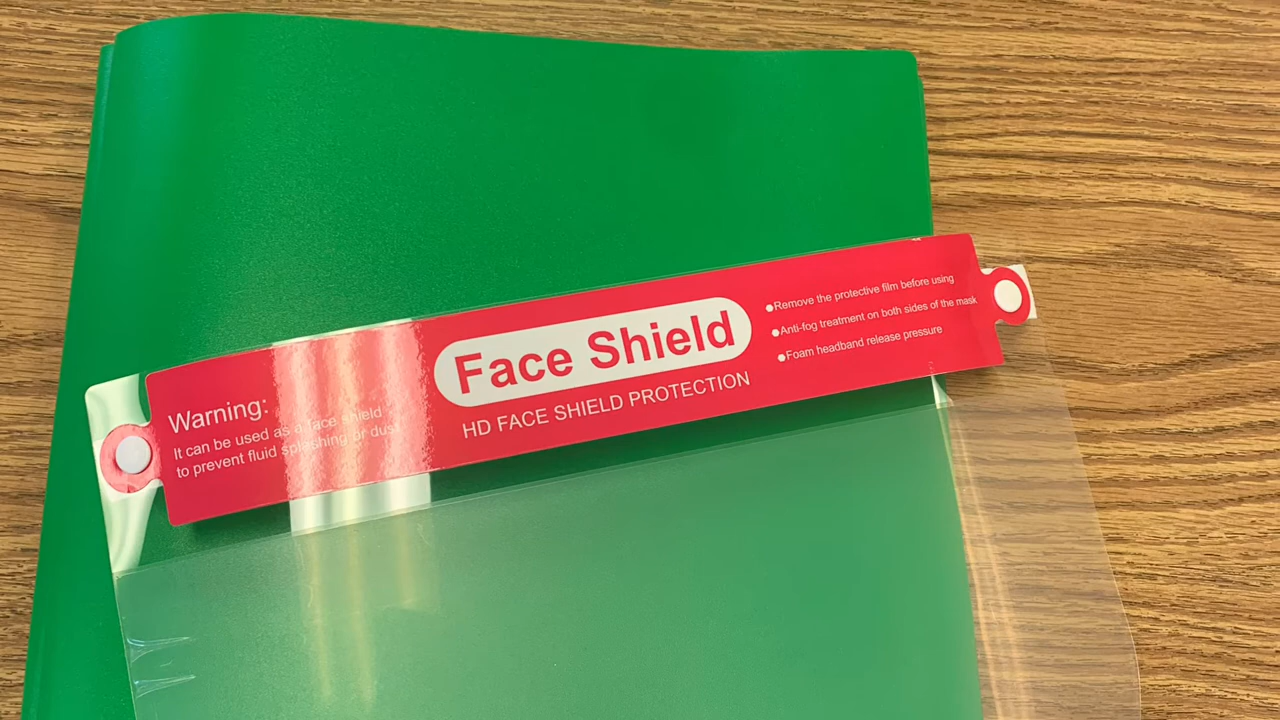 Warning:
It can be used as a face shield
to prevent fluid splashing or dust
Face Shield
HD FACE SHIELD PROTECTION
●Remove the protective film before using
●Anti-fog treatment on both sides of the mask
●Foam headband release pressure